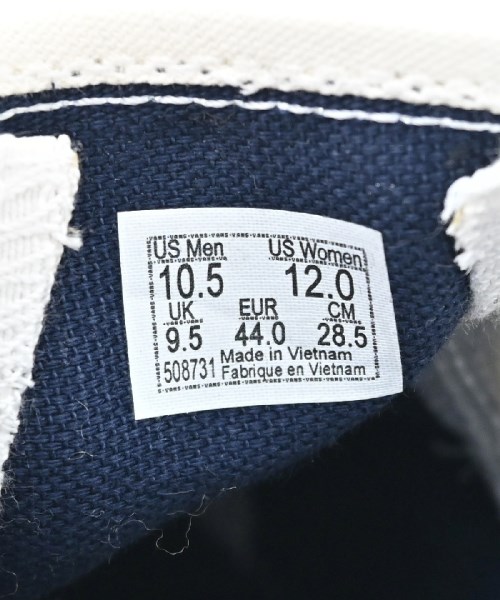 US Men US Women
10.5 12.0
UK EUR CM
9.5 44.0 28.5
508731 Made in Vietnam
Fabrique en Vietnam